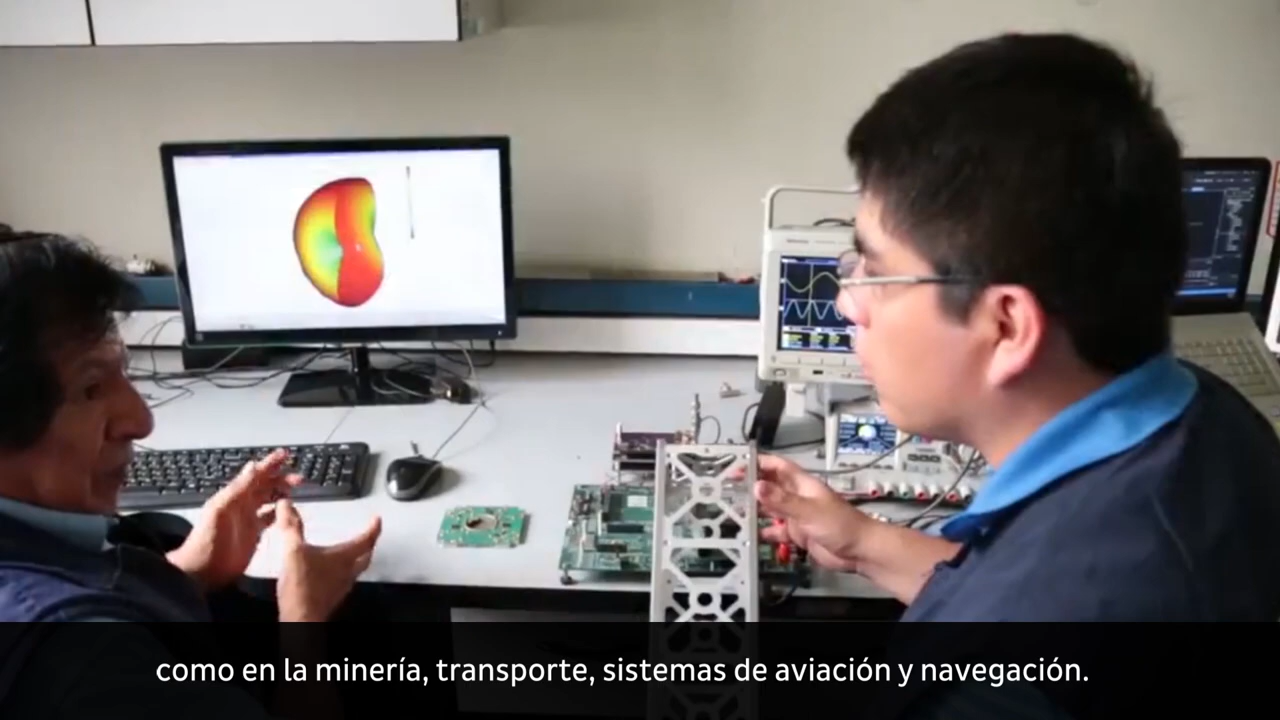 como en la minería, transporte, sistemas de aviación y navegación.